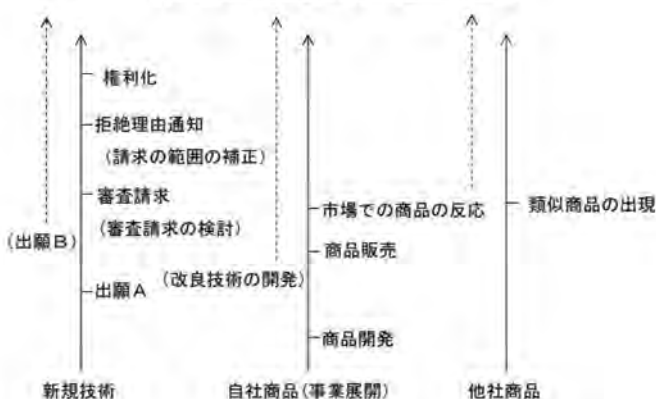 権利化
拒絶理由通知
(請求の範囲の補正)
審査請求
(審査請求の検討)
(出願B)
出願A
新規技術
市場での商品の反応
商品販売
(改良技術の開発)
商品開発
自社商品(事業展開)
類似商品の出現
他社商品